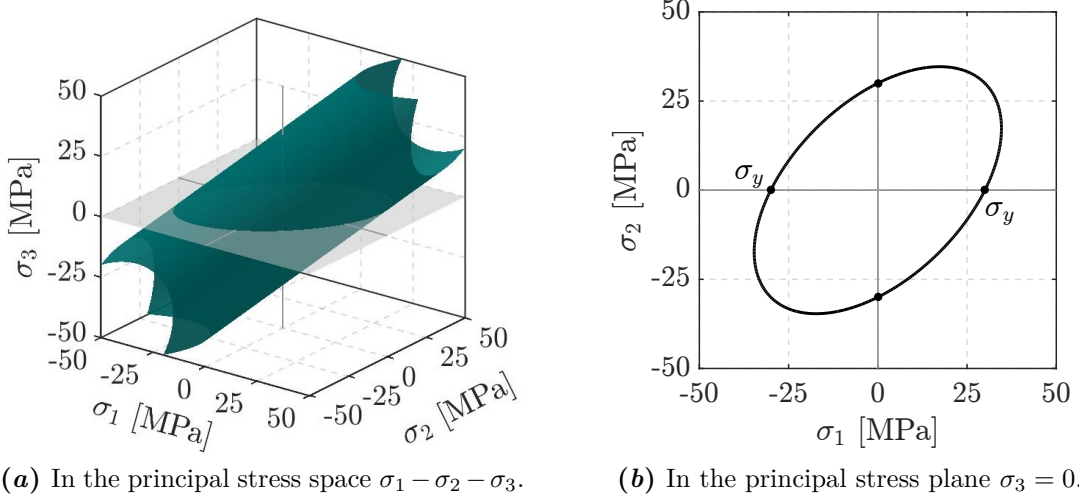 50
25
0
-25
-50
σ3 [MPa]
-50
-25
0
25
50
σ1 [MPa]
-50
-25
0
25
50
σ2 [MPa]
(a) In the principal stress space σ1 − σ2 − σ3.
50
25
0
-25
-50
σ2 [MPa]
σy
σy
-50
-25
0
25
50
σ1 [MPa]
(b) In the principal stress plane σ3 = 0.